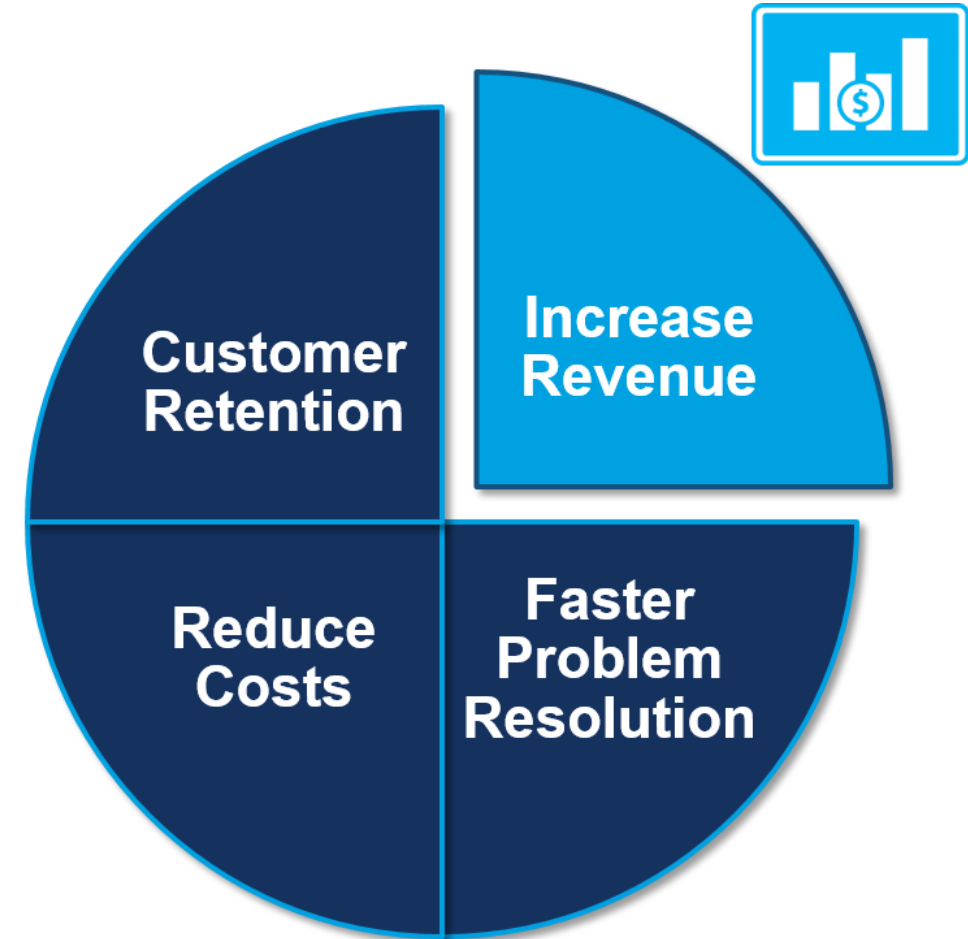 $
Increase
Revenue
Customer
Retention
Faster
Problem
Resolution
Reduce
Costs